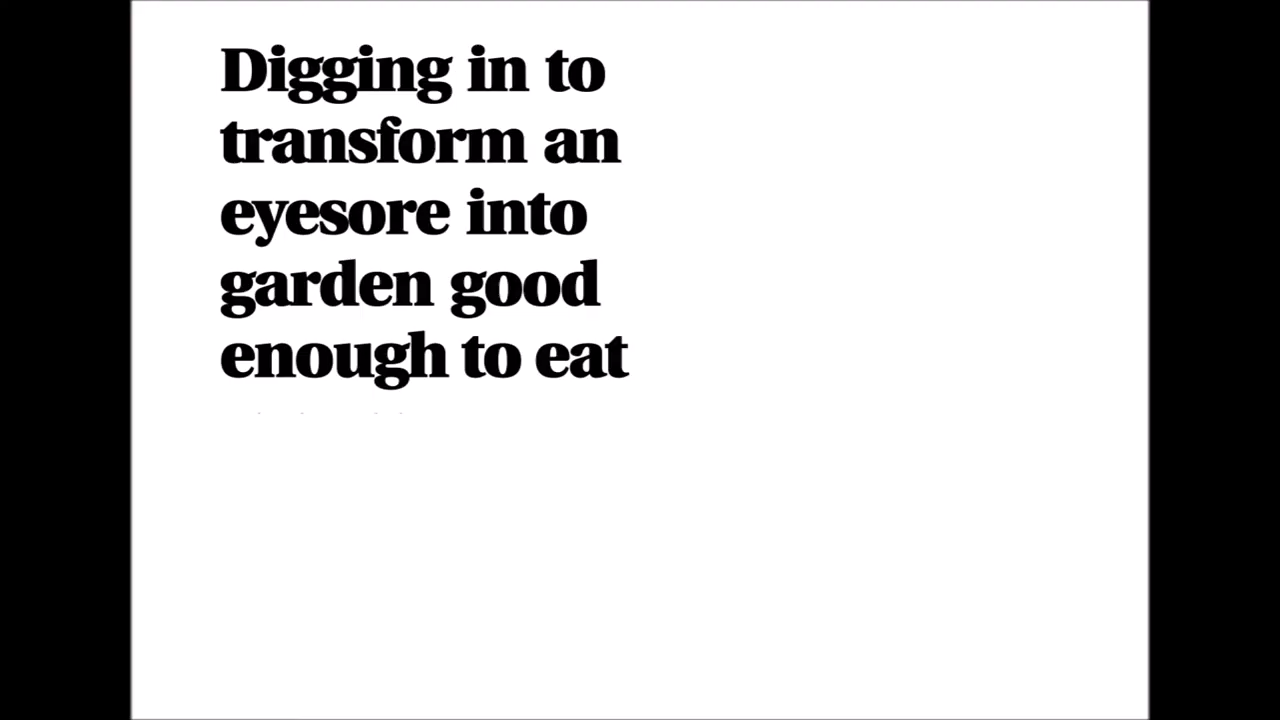 Digging in to
transform an
eyesore into
garden good
enough to eat